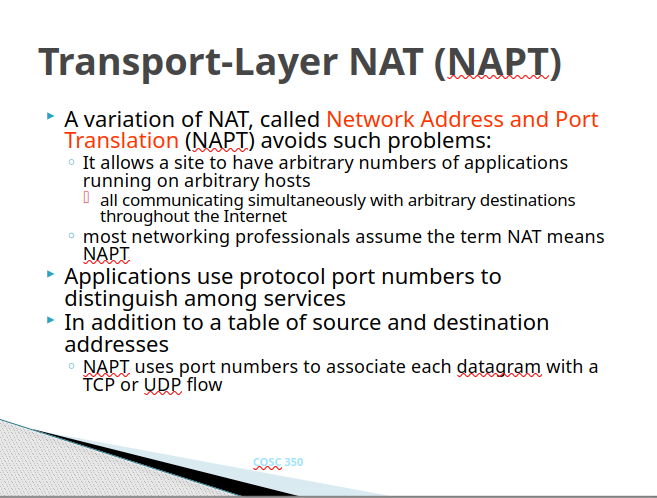 Transport-Layer NAT (NAPT)
A variation of NAT, called Network Address and Port
Translation (NAPT) avoids such problems:
It allows a site to have arbitrary numbers of applications
running on arbitrary hosts
all communicating simultaneously with arbitrary destinations
throughout the Internet
most networking professionals assume the term NAT means
NAPT
Applications use protocol port numbers to
distinguish among services
In addition to a table of source and destination
addresses
NAPT uses port numbers to associate each datagram with a
TCP or UDP flow
COSC 350